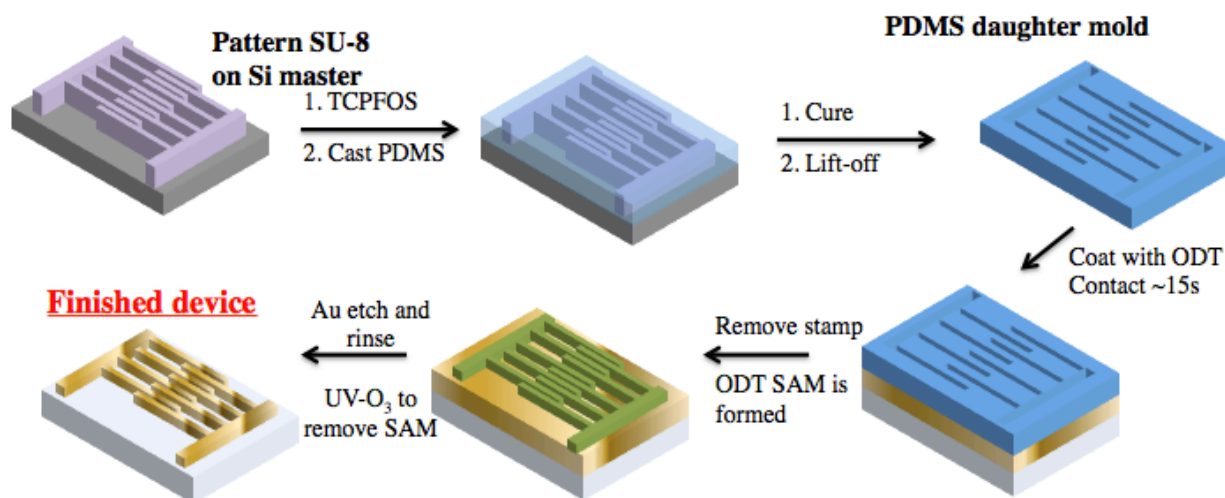 Pattern SU-8
on Si master
1. TCPFOS
2. Cast PDMS
1. Cure
2. Lift-off
PDMS daughter mold
Coat with ODT
Contact ~15s
Remove stamp
ODT SAM is
formed
Au etch and
rinse
UV-O₃ to
remove SAM
Finished device